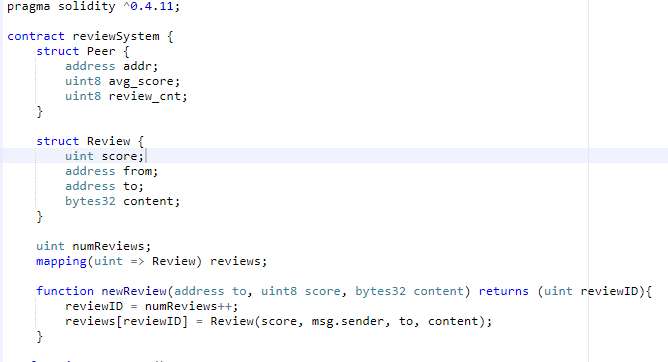 pragma solidity ^0.4.11;
contract reviewSystem {
struct Peer {
address addr;
uint8 avg_score;
uint8 review_cnt;
}
struct Review {
uint score;
address from;
address to;
bytes32 content;
}
uint numReviews;
mapping(uint => Review) reviews;
function newReview(address to, uint8 score, bytes32 content) returns (uint reviewID){
reviewID = numReviews++;
reviews[reviewID] = Review(score, msg.sender, to, content);
}